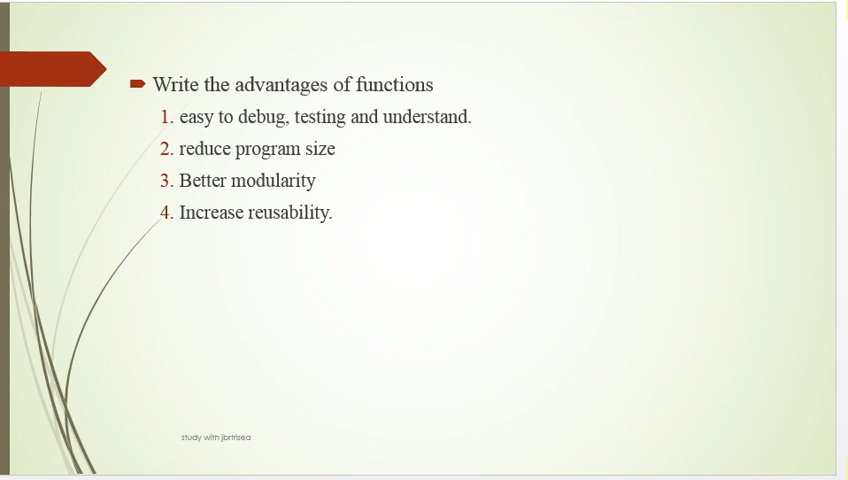 Write the advantages of functions
1. easy to debug, testing and understand.
2. reduce program size
3. Better modularity
4. Increase reusability.
study with jbrtrisea